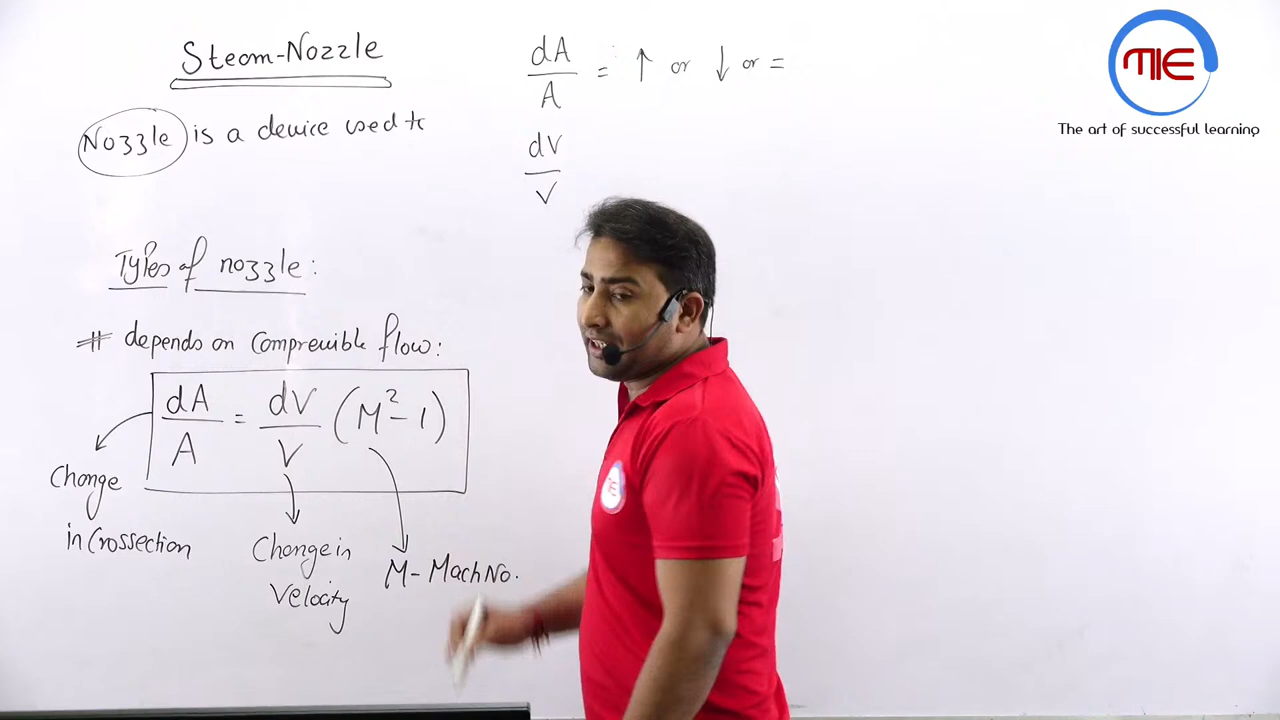 Steam-Nozzle
Nozzle is a device used to
Types of nozzle:
# depends on Compressible flow:
dA/A = dV/V (M²-1)
Change
in Crossection
Change in
Velocity
M- Mach No.
dA/A = ↑ or ↓ or =
dV/V
MIE
The art of successful learning